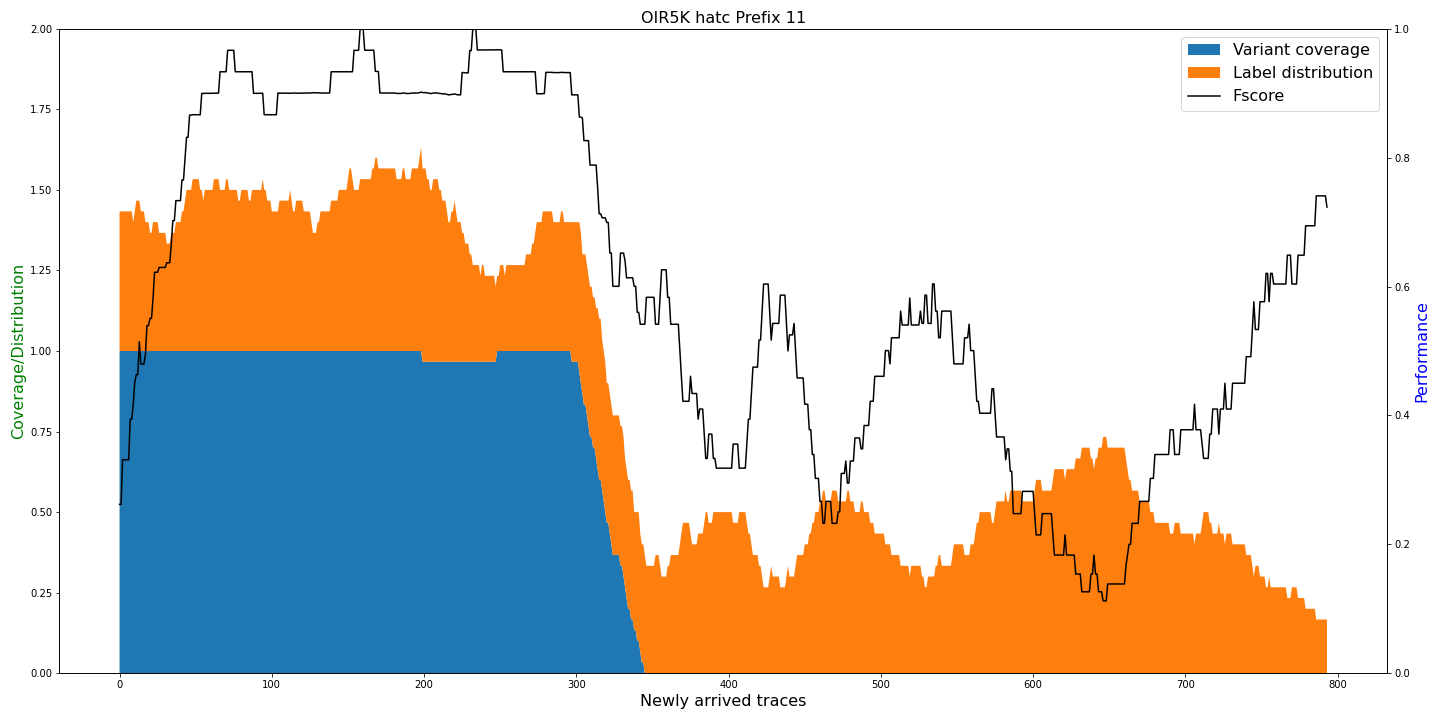 OIR5K hatc Prefix 11
2.00
1.75
1.50
1.25
1.00
0.75
0.50
0.25
0.00
Coverage/Distribution
Variant coverage
Label distribution
Fscore
1.0
0.8
0.6
0.4
0.2
0.0
Performance
0 100 200 300 400 500 600 700 800
Newly arrived traces